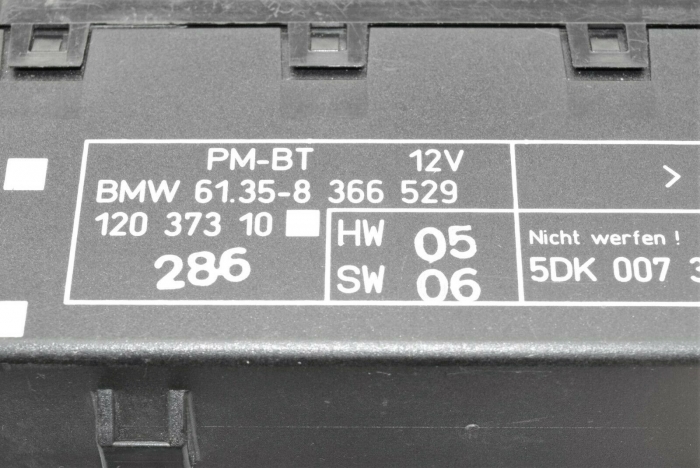 PM-BT 12V
BMW 61.35-8 366 529
120 373 10
286
HW 05
SW 06
>
Nicht werfen !
5DK 007